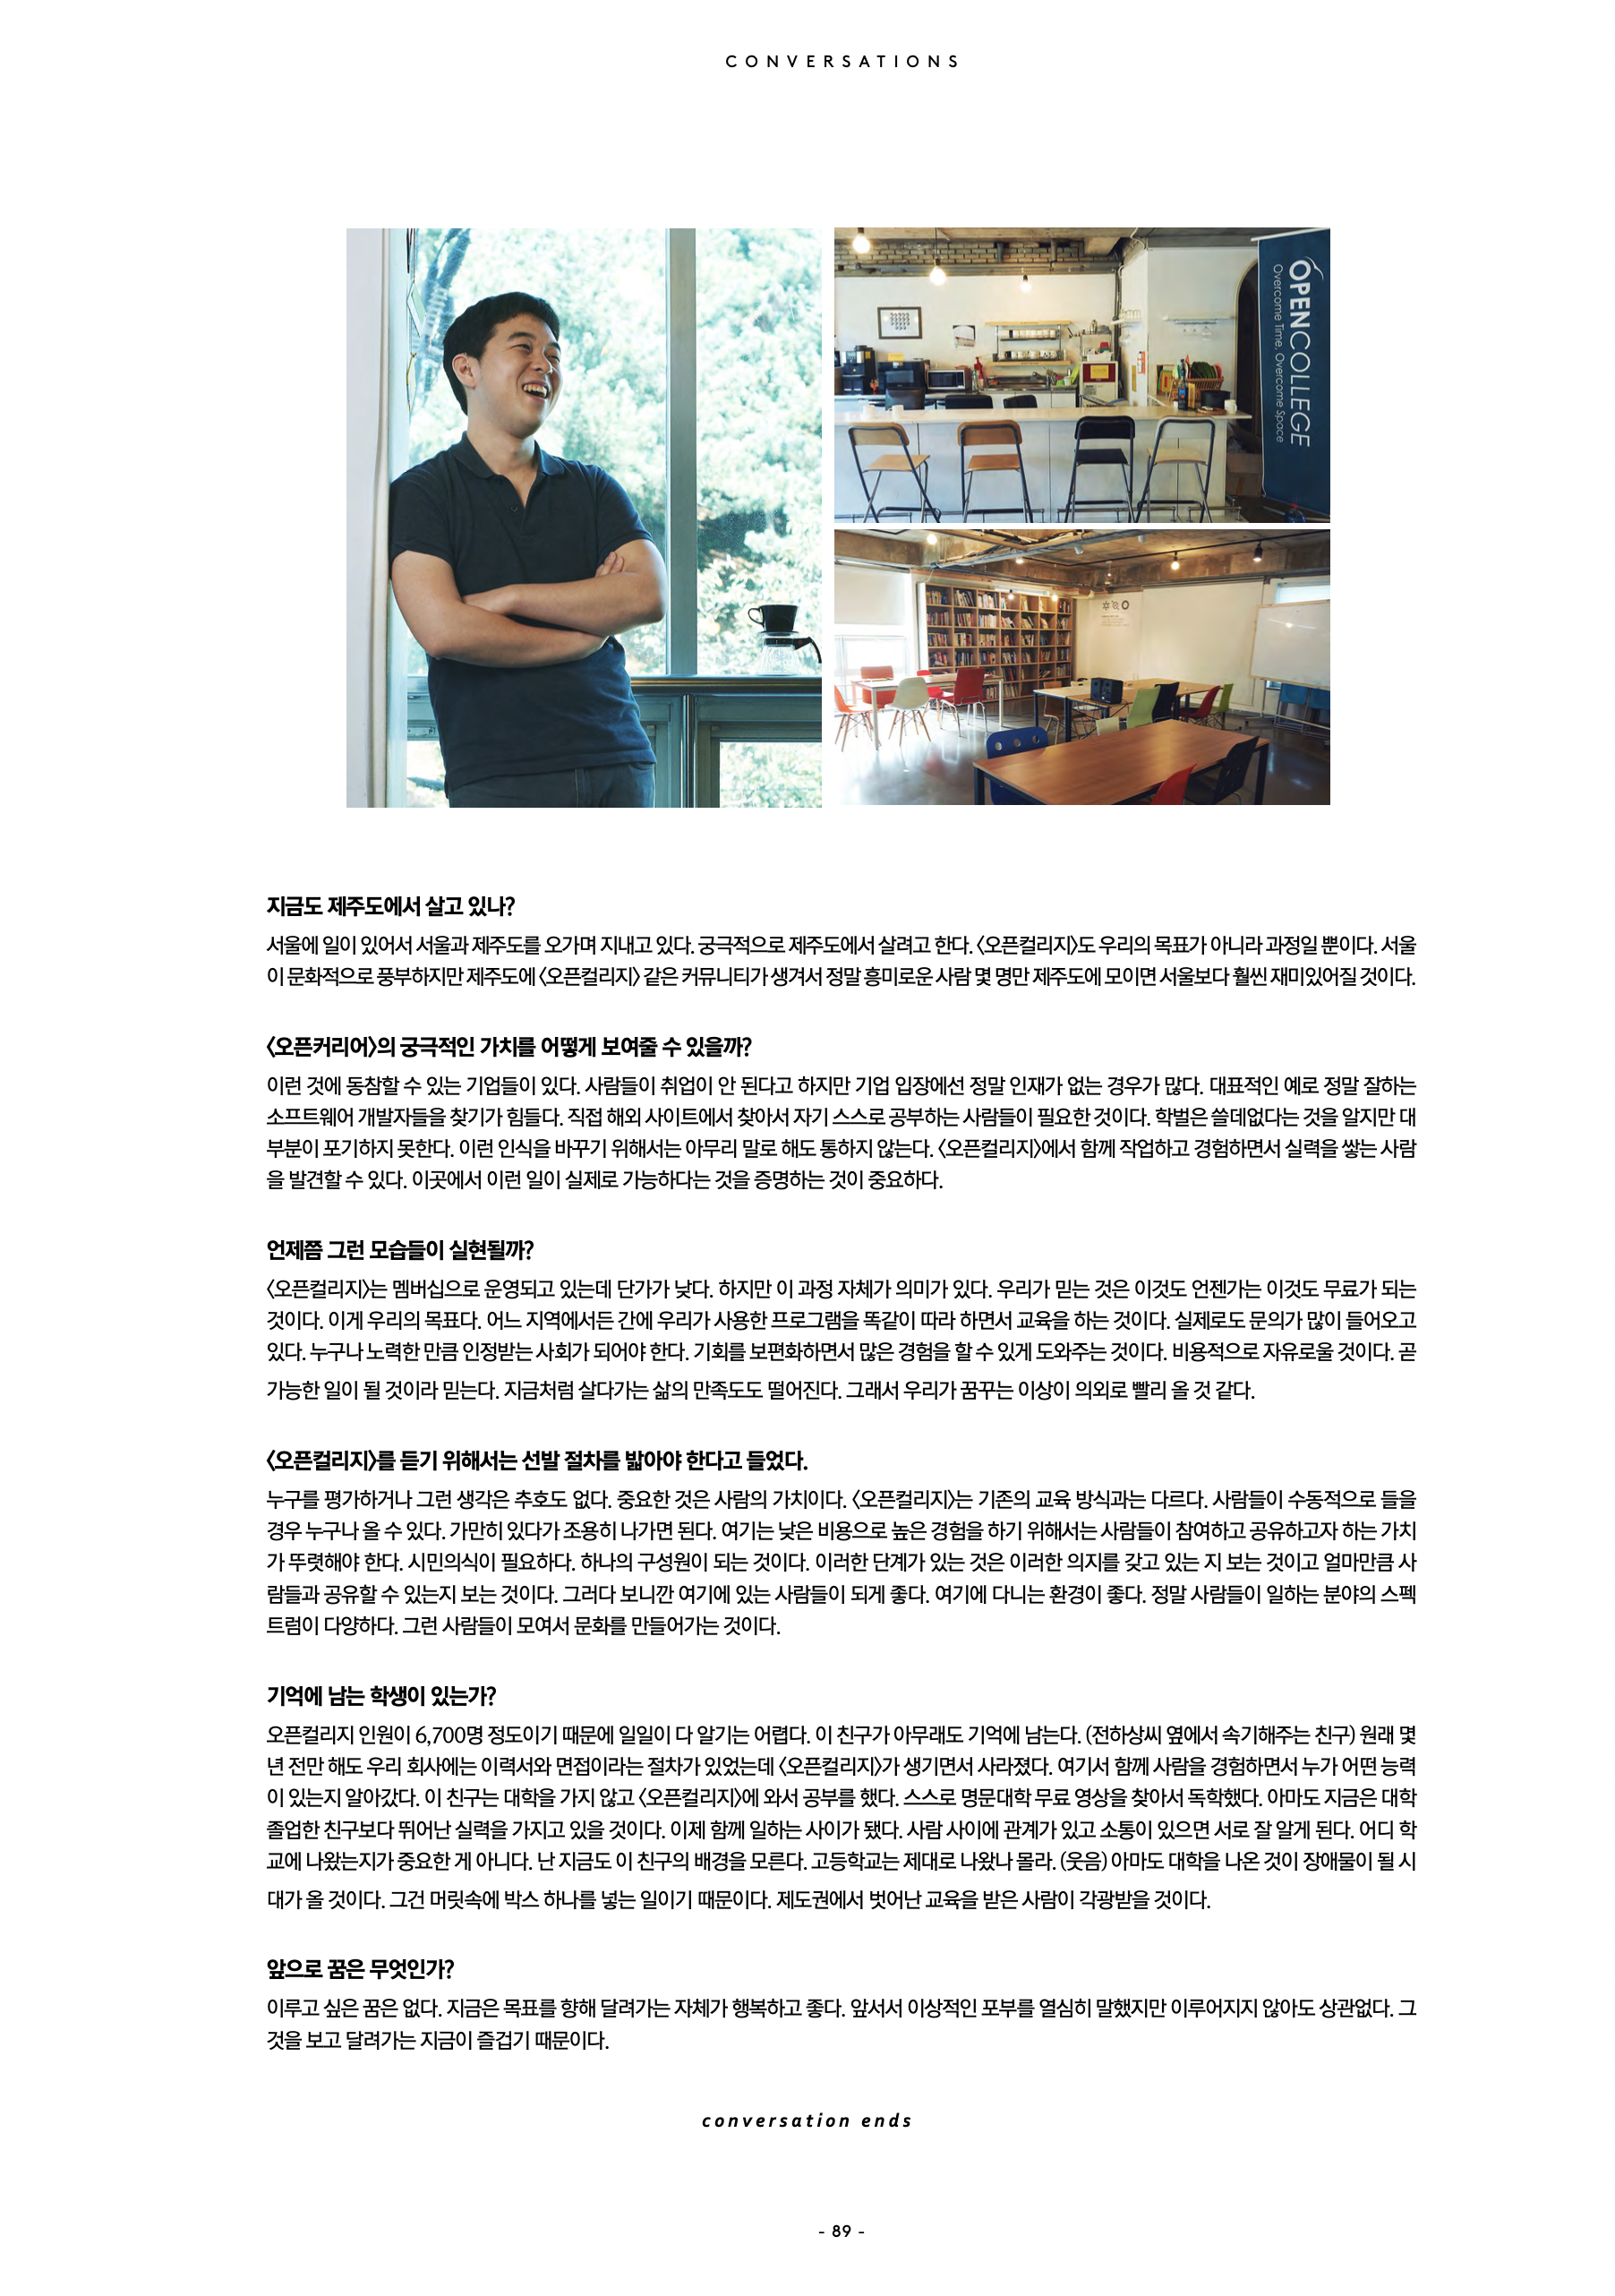 CONVERSATIONS
OPENCOLLEGE
Overcome Time, Overcome Space
지금도 제주도에서 살고 있나?
서울에 일이 있어서 서울과 제주도를 오가며 지내고 있다. 궁극적으로 제주도에서 살려고 한다. 〈오픈컬리지〉도 우리의 목표가 아니라 과정일 뿐이다. 서울
이 문화적으로 풍부하지만 제주도에 〈오픈컬리지〉 같은 커뮤니티가 생겨서 정말 흥미로운 사람 몇 명만 제주도에 모이면 서울보다 훨씬 재미있어질 것이다.
〈오픈커리어〉의 궁극적인 가치를 어떻게 보여줄 수 있을까?
이런 것에 동참할 수 있는 기업들이 있다. 사람들이 취업이 안 된다고 하지만 기업 입장에선 정말 인재가 없는 경우가 많다. 대표적인 예로 정말 잘하는
소프트웨어 개발자들을 찾기가 힘들다. 직접 해외 사이트에서 찾아서 자기 스스로 공부하는 사람들이 필요한 것이다. 학벌은 쓸데없다는 것을 알지만 대
부분이 포기하지 못한다. 이런 인식을 바꾸기 위해서는 아무리 말로 해도 통하지 않는다. 〈오픈컬리지〉에서 함께 작업하고 경험하면서 실력을 쌓는 사람
을 발견할 수 있다. 이곳에서 이런 일이 실제로 가능하다는 것을 증명하는 것이 중요하다.
언제쯤 그런 모습들이 실현될까?
〈오픈컬리지〉는 멤버십으로 운영되고 있는데 단가가 낮다. 하지만 이 과정 자체가 의미가 있다. 우리가 믿는 것은 이것도 언젠가는 이것도 무료가 되는
것이다. 이게 우리의 목표다. 어느 지역에서든 간에 우리가 사용한 프로그램을 똑같이 따라 하면서 교육을 하는 것이다. 실제로도 문의가 많이 들어오고
있다. 누구나 노력한 만큼 인정받는 사회가 되어야 한다. 기회를 보편화하면서 많은 경험을 할 수 있게 도와주는 것이다. 비용적으로 자유로울 것이다. 곧
가능한 일이 될 것이라 믿는다. 지금처럼 살다가는 삶의 만족도도 떨어진다. 그래서 우리가 꿈꾸는 이상이 의외로 빨리 올 것 같다.
〈오픈컬리지〉를 듣기 위해서는 선발 절차를 밟아야 한다고 들었다.
누구를 평가하거나 그런 생각은 추호도 없다. 중요한 것은 사람의 가치이다. 〈오픈컬리지〉는 기존의 교육 방식과는 다르다. 사람들이 수동적으로 들을
경우 누구나 올 수 있다. 가만히 있다가 조용히 나가면 된다. 여기는 낮은 비용으로 높은 경험을 하기 위해서는 사람들이 참여하고 공유하고자 하는 가치
가 뚜렷해야 한다. 시민의식이 필요하다. 하나의 구성원이 되는 것이다. 이러한 단계가 있는 것은 이러한 의지를 갖고 있는 지 보는 것이고 얼마만큼 사
람들과 공유할 수 있는지 보는 것이다. 그러다 보니깐 여기에 있는 사람들이 되게 좋다. 여기에 다니는 환경이 좋다. 정말 사람들이 일하는 분야의 스펙
트럼이 다양하다. 그런 사람들이 모여서 문화를 만들어가는 것이다.
기억에 남는 학생이 있는가?
오픈컬리지 인원이 6,700명 정도이기 때문에 일일이 다 알기는 어렵다. 이 친구가 아무래도 기억에 남는다. (전하상씨 옆에서 속기해주는 친구) 원래 몇
년 전만 해도 우리 회사에는 이력서와 면접이라는 절차가 있었는데 〈오픈컬리지〉가 생기면서 사라졌다. 여기서 함께 사람을 경험하면서 누가 어떤 능력
이 있는지 알아갔다. 이 친구는 대학을 가지 않고 〈오픈컬리지〉에 와서 공부를 했다. 스스로 명문대학 무료 영상을 찾아서 독학했다. 아마도 지금은 대학
졸업한 친구보다 뛰어난 실력을 가지고 있을 것이다. 이제 함께 일하는 사이가 됐다. 사람 사이에 관계가 있고 소통이 있으면 서로 잘 알게 된다. 어디 학
교에 나왔는지가 중요한 게 아니다. 난 지금도 이 친구의 배경을 모른다. 고등학교는 제대로 나왔나 몰라. (웃음) 아마도 대학을 나온 것이 장애물이 될 시
대가 올 것이다. 그건 머릿속에 박스 하나를 넣는 일이기 때문이다. 제도권에서 벗어난 교육을 받은 사람이 각광받을 것이다.
앞으로 꿈은 무엇인가?
이루고 싶은 꿈은 없다. 지금은 목표를 향해 달려가는 자체가 행복하고 좋다. 앞서서 이상적인 포부를 열심히 말했지만 이루어지지 않아도 상관없다. 그
것을 보고 달려가는 지금이 즐겁기 때문이다.
conversation ends
- 89 -